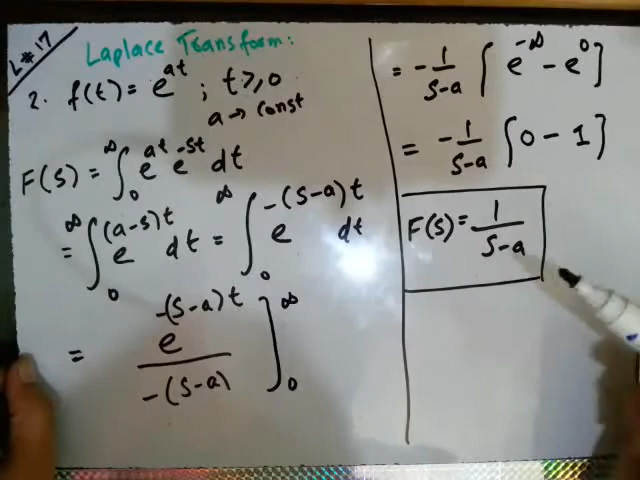 L#17
Laplace Transform:
2. f(t) = e^{at} ; t ≥ 0
a → const
F(s) = ∫_0^∞ e^{at} e^{-st} dt
= ∫_0^∞ e^{(a-s)t} dt = ∫_0^∞ e^{-(s-a)t} dt
= e^{-(s-a)t} / -(s-a) ]_0^∞
= -1/(s-a) [ e^{-∞} - e^0 ]
= -1/(s-a) [ 0 - 1 ]
F(s) = 1/(s-a)